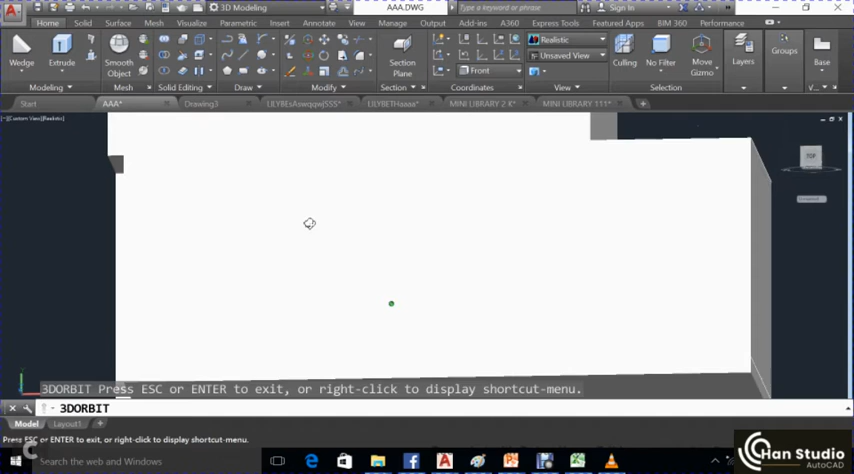 3D Modeling
AAA.DWG
Type a keyword or phrase
Sign In
Home Solid Surface Mesh Visualize Parametric Insert Annotate View Manage Output Add-ins A360 Express Tools Featured Apps BIM 360 Performance
Wedge Extrude Smooth Object Section Plane Culling No Filter Move Gizmo Layers Groups Base
Realistic
Unsaved View
Front
Modeling Mesh Solid Editing Draw Modify Section Coordinates View Selection
Start AAA* Drawing3 LILYBEsAswqqwjSSS* LILYBETHaaaa* MINI LIBRARY 2 K* MINI LIBRARY 111*
[–][Custom View][Realistic]
TOP
3DORBIT Press ESC or ENTER to exit, or right-click to display shortcut-menu.
3DORBIT
Model Layout1
Press ESC or ENTER to exit, or right-click to display shortcut-menu.
Search the web and Windows
Han Studio
AutoCAD